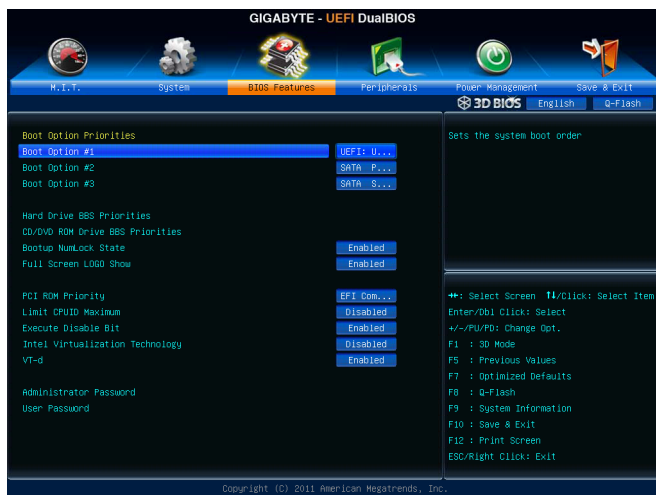 GIGABYTE - UEFI DualBIOS
M.I.T. System BIOS Features Peripherals Power Management Save & Exit
3D BIOS English Q-Flash
Boot Option Priorities
Boot Option #1 UEFI: U...
Boot Option #2 SATA P...
Boot Option #3 SATA S...
Hard Drive BBS Priorities
CD/DVD ROM Drive BBS Priorities
Bootup NumLock State Enabled
Full Screen LOGO Show Enabled
PCI ROM Priority EFI Com...
Limit CPUID Maximum Disabled
Execute Disable Bit Enabled
Intel Virtualization Technology Disabled
VT-d Enabled
Administrator Password
User Password
Sets the system boot order
→←: Select Screen ↑↓/Click: Select Item
Enter/Dbl Click: Select
+/-/PU/PD: Change Opt.
F1 : 3D Mode
F5 : Previous Values
F7 : Optimized Defaults
F8 : Q-Flash
F9 : System Information
F10 : Save & Exit
F12 : Print Screen
ESC/Right Click: Exit
Copyright (C) 2011 American Megatrends, Inc.